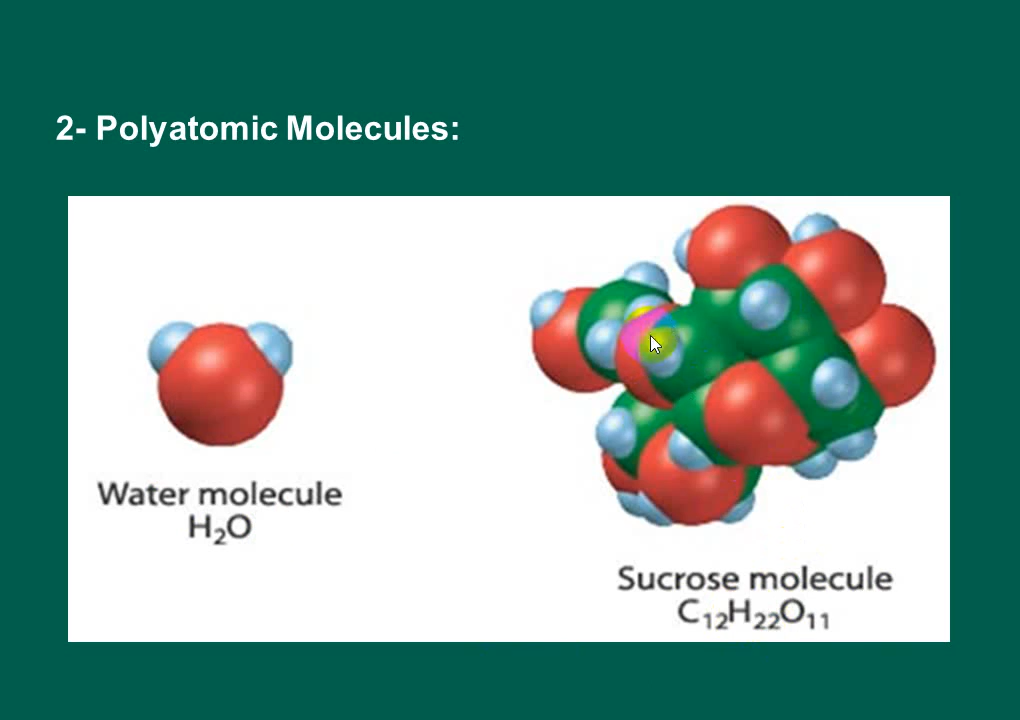 2- Polyatomic Molecules:
Water molecule
H₂O
Sucrose molecule
C₁₂H₂₂O₁₁